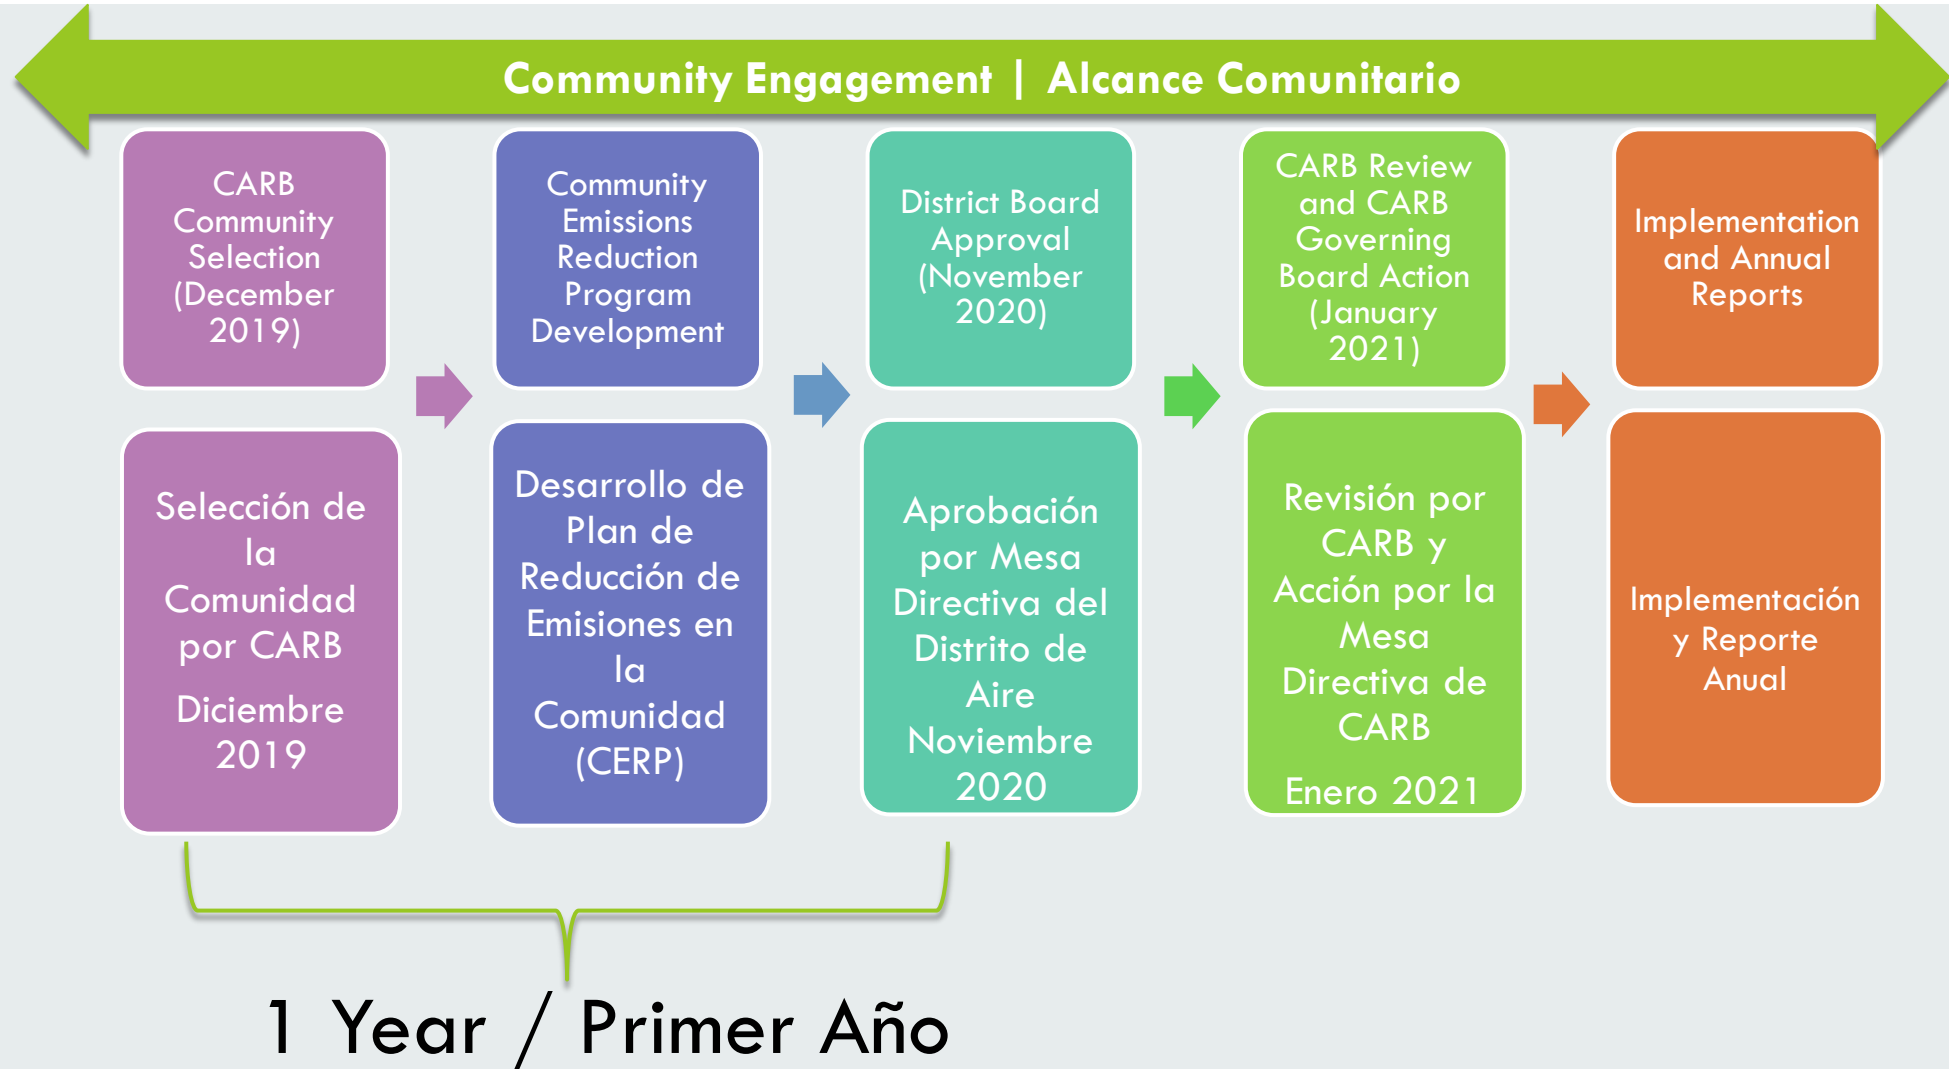 Community Engagement | Alcance Comunitario
CARB
Community
Selection
(December
2019)
Community
Emissions
Reduction
Program
Development
District Board
Approval
(November
2020)
CARB Review
and CARB
Governing
Board Action
(January
2021)
Implementation
and Annual
Reports
Selección de
la
Comunidad
por CARB
Diciembre
2019
Desarrollo de
Plan de
Reducción de
Emisiones en
la
Comunidad
(CERP)
Aprobación
por Mesa
Directiva del
Distrito de
Aire
Noviembre
2020
Revisión por
CARB y
Acción por la
Mesa
Directiva de
CARB
Enero 2021
Implementación
y Reporte
Anual
1 Year / Primer Año